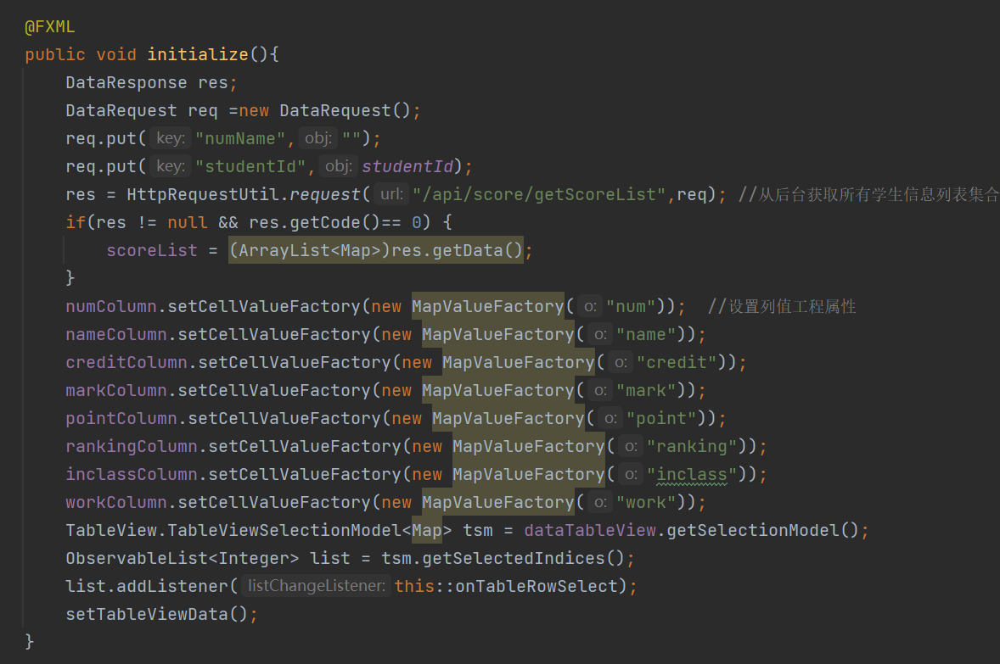 @FXML
public void initialize(){
DataResponse res;
DataRequest req =new DataRequest();
req.put( key: "numName", obj: "");
req.put( key: "studentId", obj: studentId);
res = HttpRequestUtil.request( url: "/api/score/getScoreList",req); //从后台获取所有学生信息列表集合
if(res != null && res.getCode()== 0) {
scoreList = (ArrayList<Map>)res.getData();
}
numColumn.setCellValueFactory(new MapValueFactory( o: "num")); //设置列值工程属性
nameColumn.setCellValueFactory(new MapValueFactory( o: "name"));
creditColumn.setCellValueFactory(new MapValueFactory( o: "credit"));
markColumn.setCellValueFactory(new MapValueFactory( o: "mark"));
pointColumn.setCellValueFactory(new MapValueFactory( o: "point"));
rankingColumn.setCellValueFactory(new MapValueFactory( o: "ranking"));
inclassColumn.setCellValueFactory(new MapValueFactory( o: "inclass"));
workColumn.setCellValueFactory(new MapValueFactory( o: "work"));
TableView.TableViewSelectionModel<Map> tsm = dataTableView.getSelectionModel();
ObservableList<Integer> list = tsm.getSelectedIndices();
list.addListener( listChangeListener: this::onTableRowSelect);
setTableViewData();
}